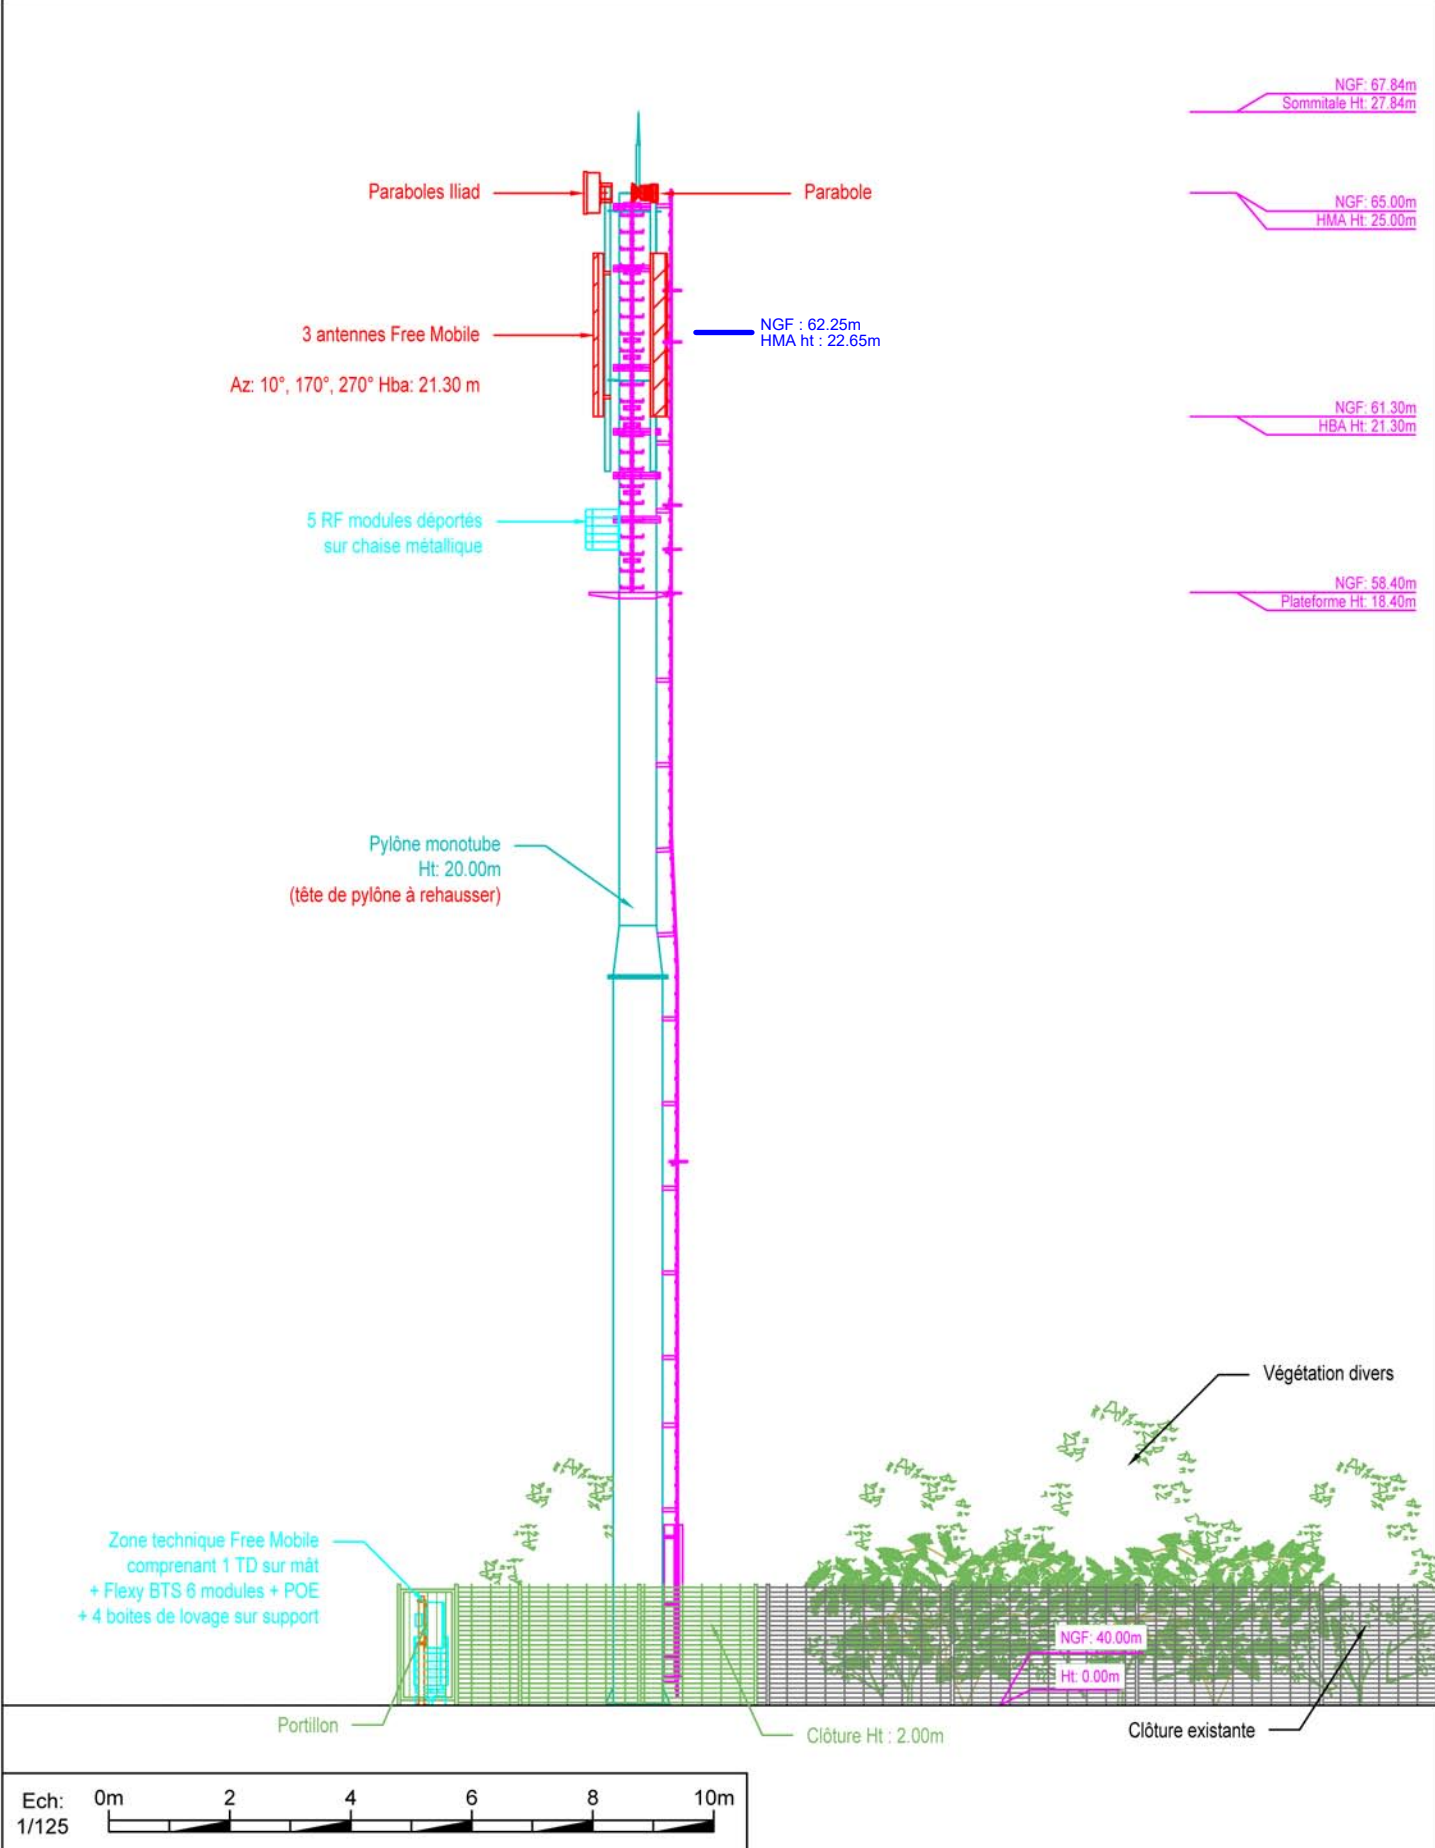 NGF: 67.84m
Sommitale Ht: 27.84m
Paraboles Iliad
Parabole
NGF: 65.00m
HMA Ht: 25.00m
3 antennes Free Mobile
NGF : 62.25m
HMA ht : 22.65m
Az: 10°, 170°, 270° Hba: 21.30 m
NGF: 61.30m
HBA Ht: 21.30m
5 RF modules déportés
sur chaise métallique
NGF: 58.40m
Plateforme Ht: 18.40m
Pylône monotube
Ht: 20.00m
(tête de pylône à rehausser)
Végétation divers
Zone technique Free Mobile
comprenant 1 TD sur mât
+ Flexy BTS 6 modules + POE
+ 4 boites de lovage sur support
NGF: 40.00m
Ht: 0.00m
Portillon
Clôture Ht : 2.00m
Clôture existante
Ech:
1/125
0m 2 4 6 8 10m